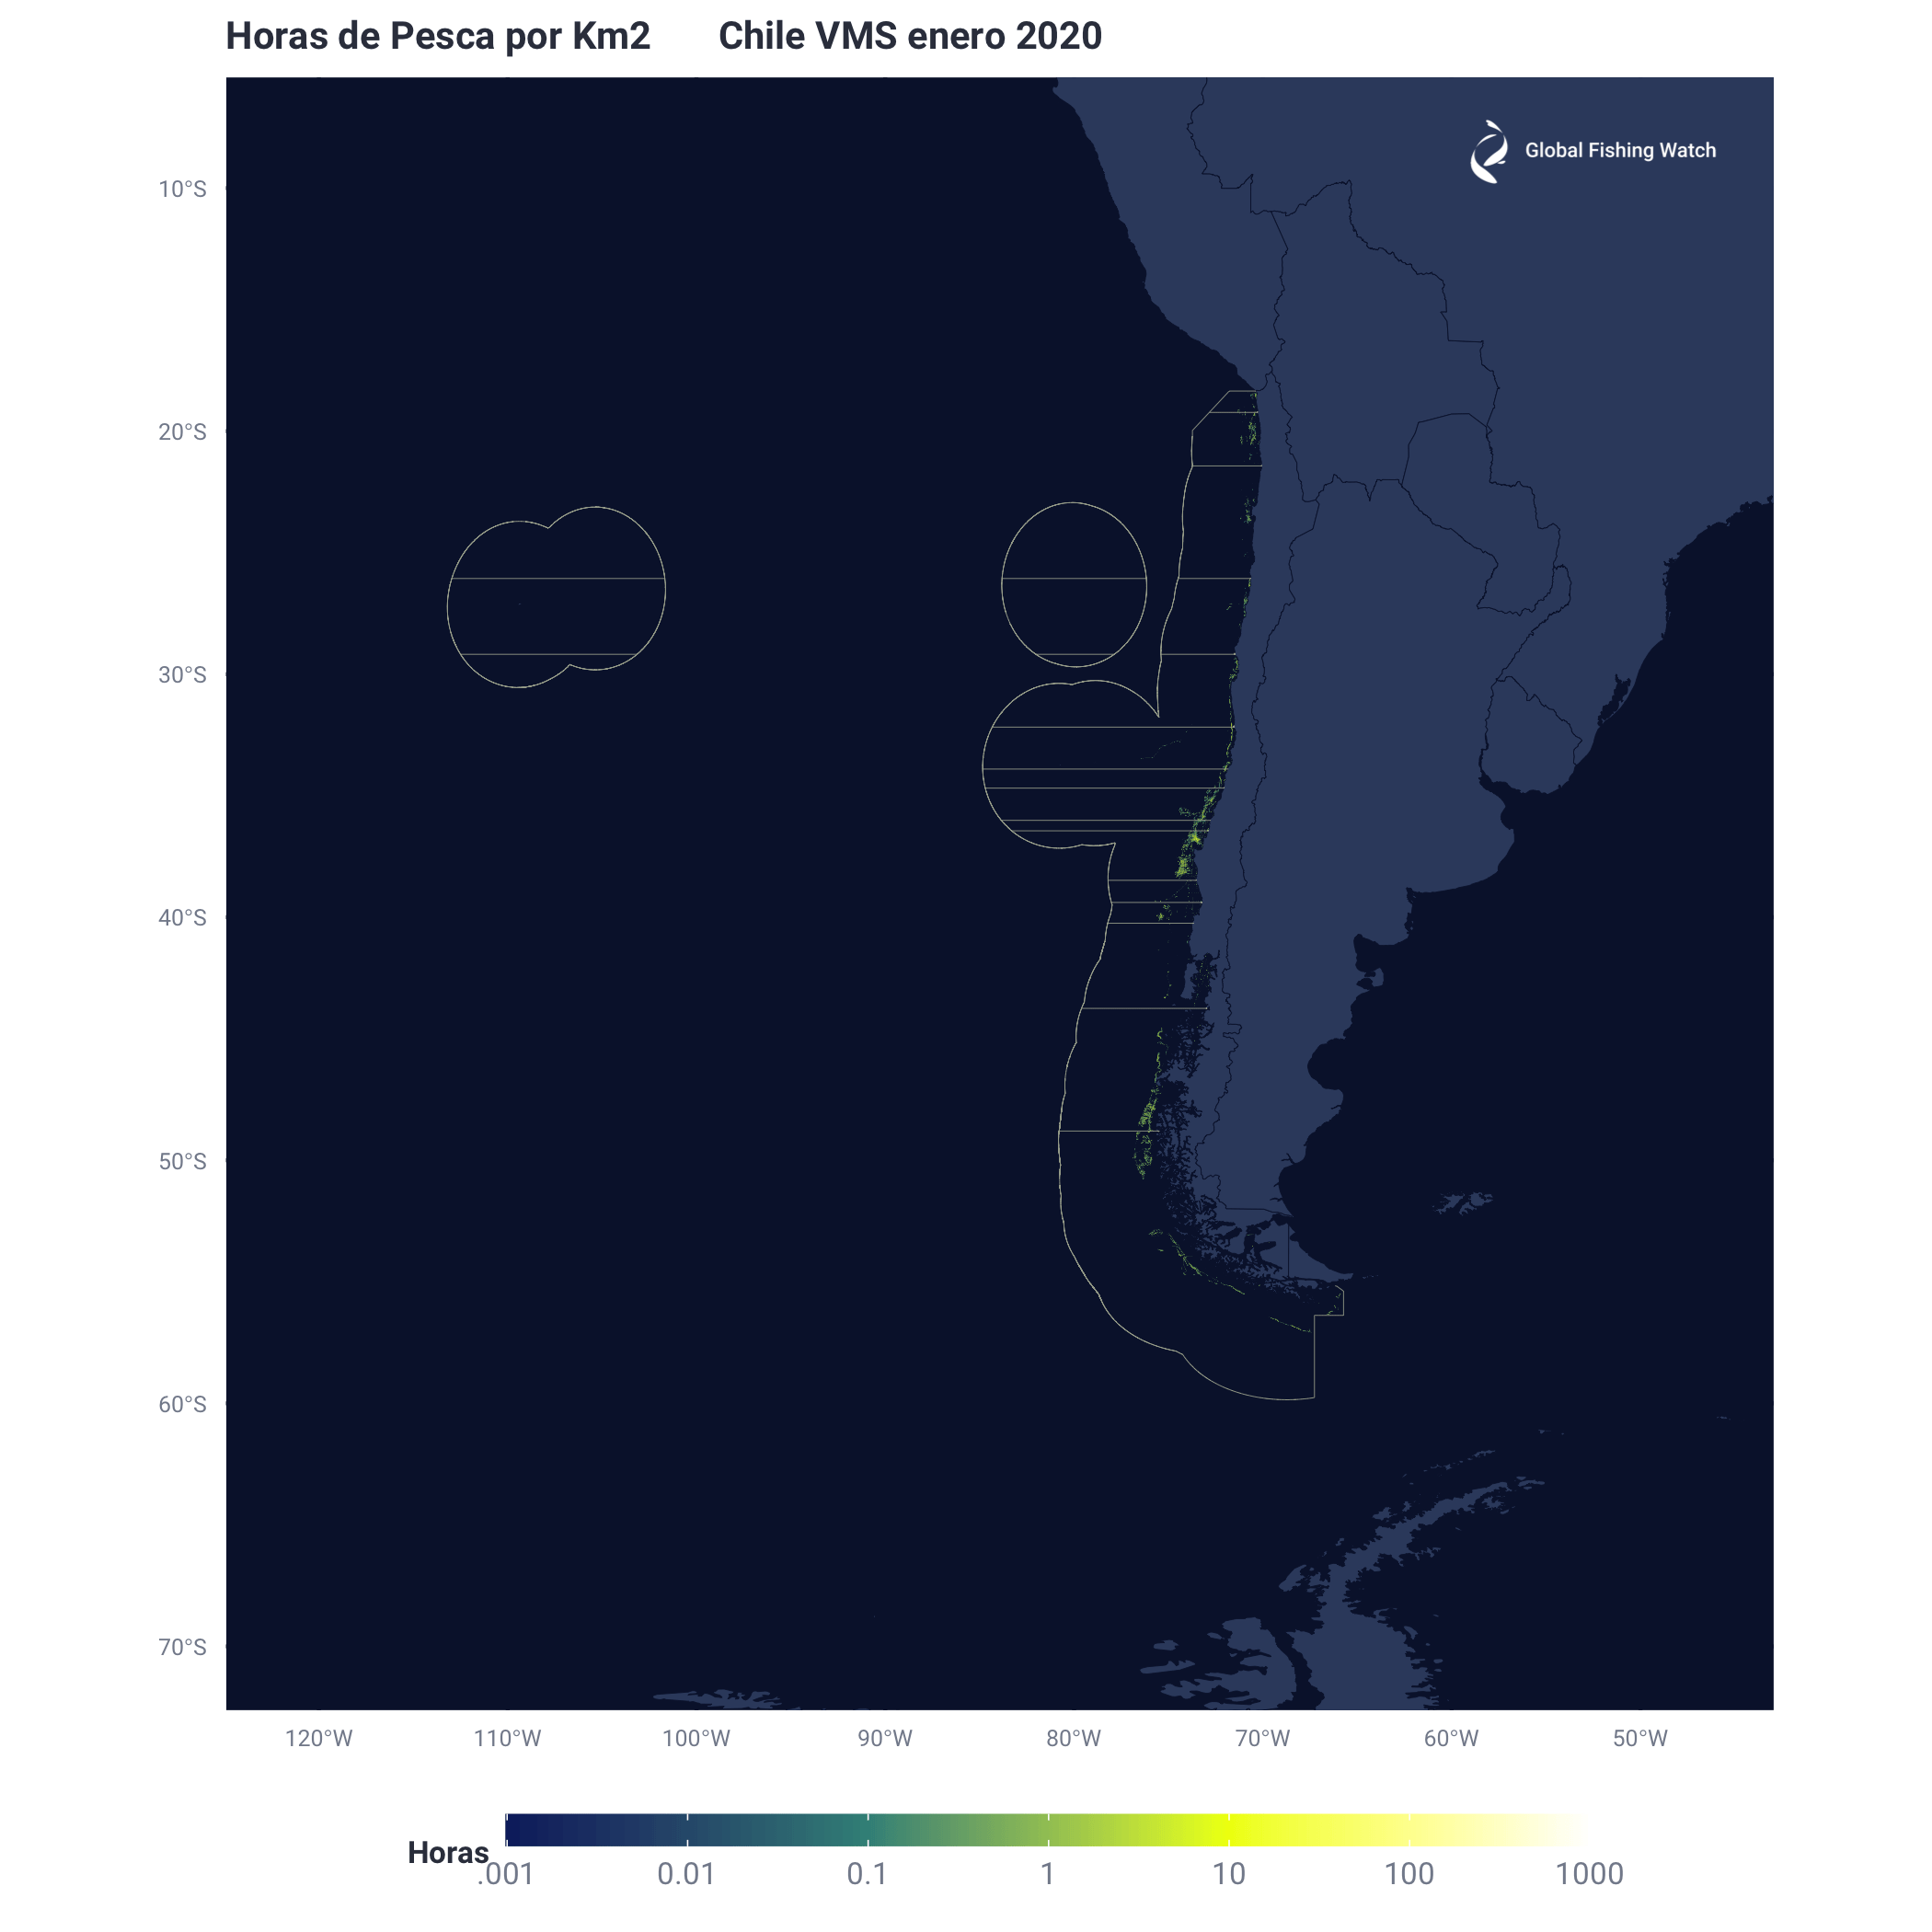 Horas de Pesca por Km2 Chile VMS enero 2020
Global Fishing Watch
10°S
20°S
30°S
40°S
50°S
60°S
70°S
120°W 110°W 100°W 90°W 80°W 70°W 60°W 50°W
Horas
.001 0.01 0.1 1 10 100 1000